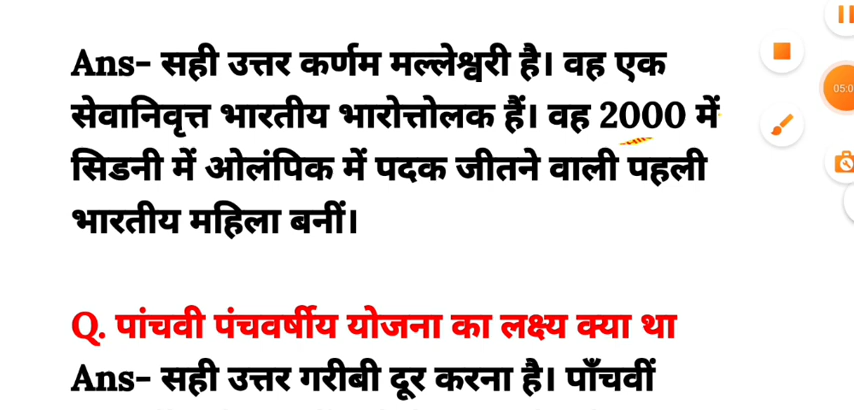 Ans- सही उत्तर कर्णम मल्लेश्वरी है। वह एक
सेवानिवृत्त भारतीय भारोत्तोलक हैं। वह 2000 में
सिडनी में ओलंपिक में पदक जीतने वाली पहली
भारतीय महिला बनीं।
Q. पांचवी पंचवर्षीय योजना का लक्ष्य क्या था
Ans- सही उत्तर गरीबी दूर करना है। पाँचवीं